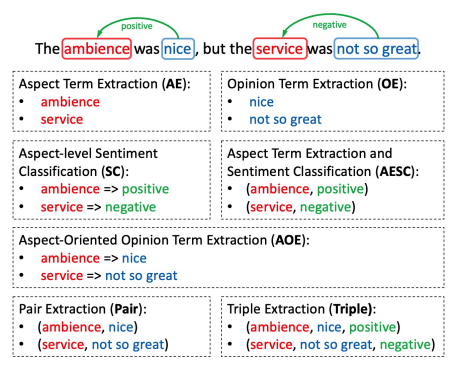 positive
negative
The ambience was nice, but the service was not so great.
Aspect Term Extraction (AE):
• ambience
• service
Opinion Term Extraction (OE):
• nice
• not so great
Aspect-level Sentiment
Classification (SC):
• ambience => positive
• service => negative
Aspect Term Extraction and
Sentiment Classification (AESC):
• (ambience, positive)
• (service, negative)
Aspect-Oriented Opinion Term Extraction (AOE):
• ambience => nice
• service => not so great
Pair Extraction (Pair):
• (ambience, nice)
• (service, not so great)
Triple Extraction (Triple):
• (ambience, nice, positive)
• (service, not so great, negative)